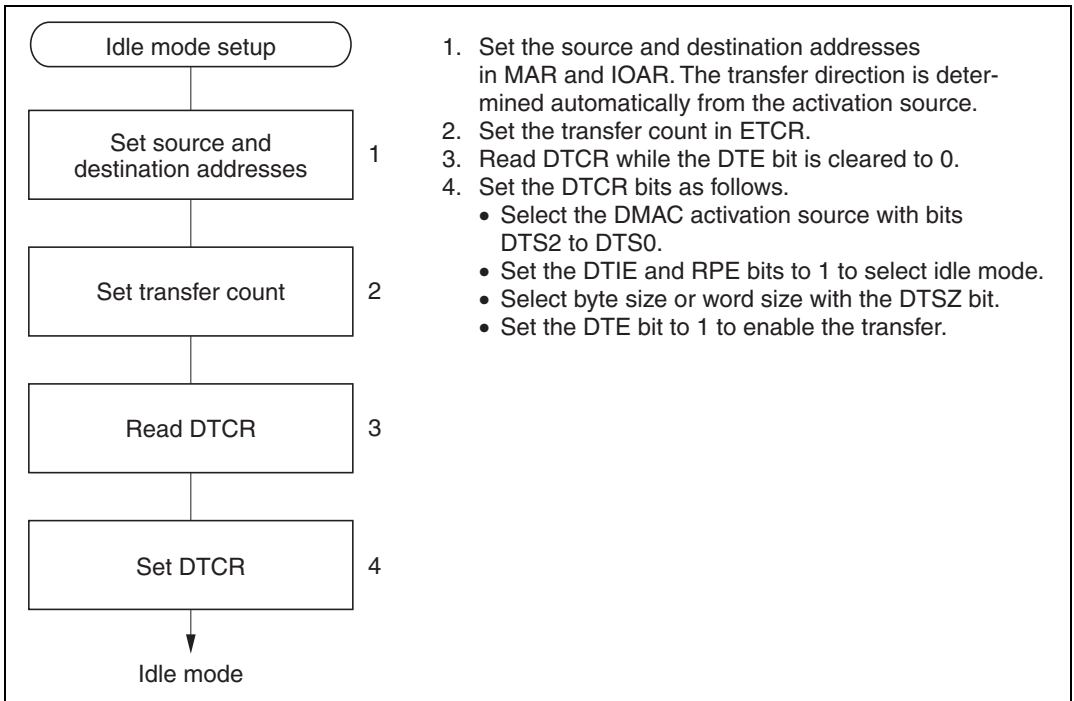 Idle mode setup
Set source and
destination addresses
1
Set transfer count
2
Read DTCR
3
Set DTCR
4
Idle mode
1. Set the source and destination addresses
in MAR and IOAR. The transfer direction is deter-
mined automatically from the activation source.
2. Set the transfer count in ETCR.
3. Read DTCR while the DTE bit is cleared to 0.
4. Set the DTCR bits as follows.
• Select the DMAC activation source with bits
DTS2 to DTS0.
• Set the DTIE and RPE bits to 1 to select idle mode.
• Select byte size or word size with the DTSZ bit.
• Set the DTE bit to 1 to enable the transfer.